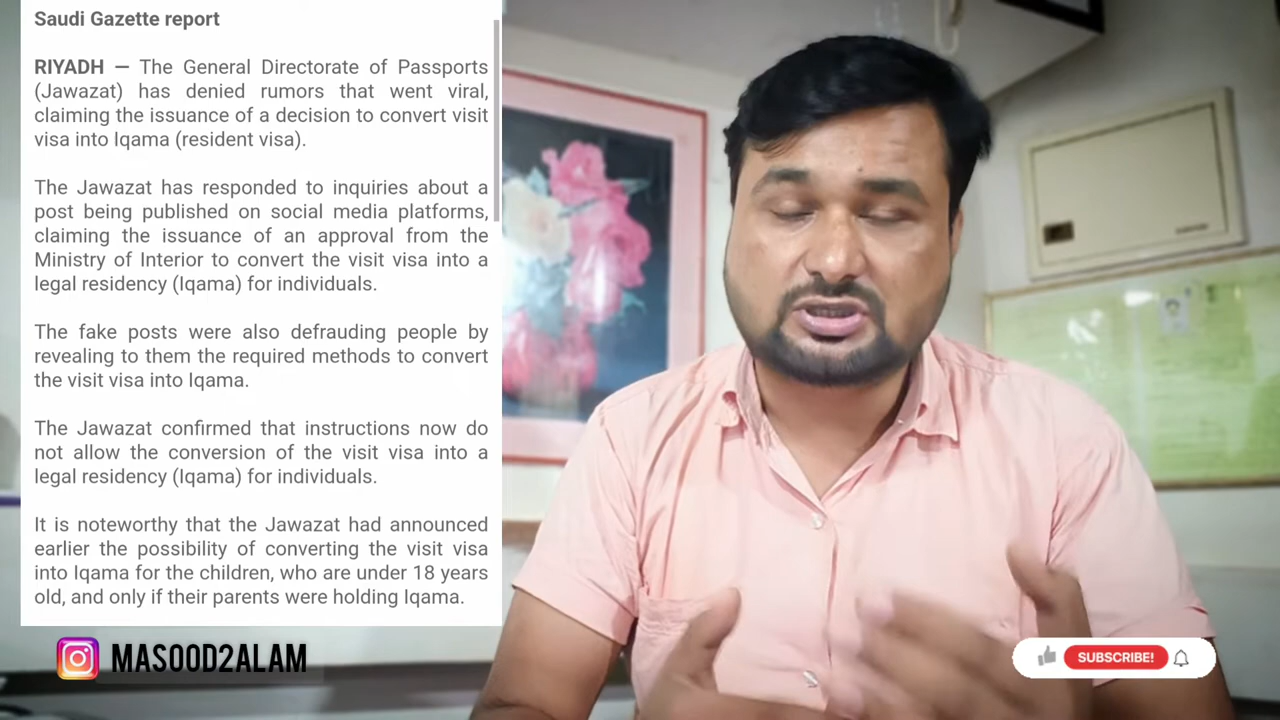 Saudi Gazette report
RIYADH — The General Directorate of Passports
(Jawazat) has denied rumors that went viral,
claiming the issuance of a decision to convert visit
visa into Iqama (resident visa).
The Jawazat has responded to inquiries about a
post being published on social media platforms,
claiming the issuance of an approval from the
Ministry of Interior to convert the visit visa into a
legal residency (Iqama) for individuals.
The fake posts were also defrauding people by
revealing to them the required methods to convert
the visit visa into Iqama.
The Jawazat confirmed that instructions now do
not allow the conversion of the visit visa into a
legal residency (Iqama) for individuals.
It is noteworthy that the Jawazat had announced
earlier the possibility of converting the visit visa
into Iqama for the children, who are under 18 years
old, and only if their parents were holding Iqama.
MASOOD2ALAM
SUBSCRIBE!